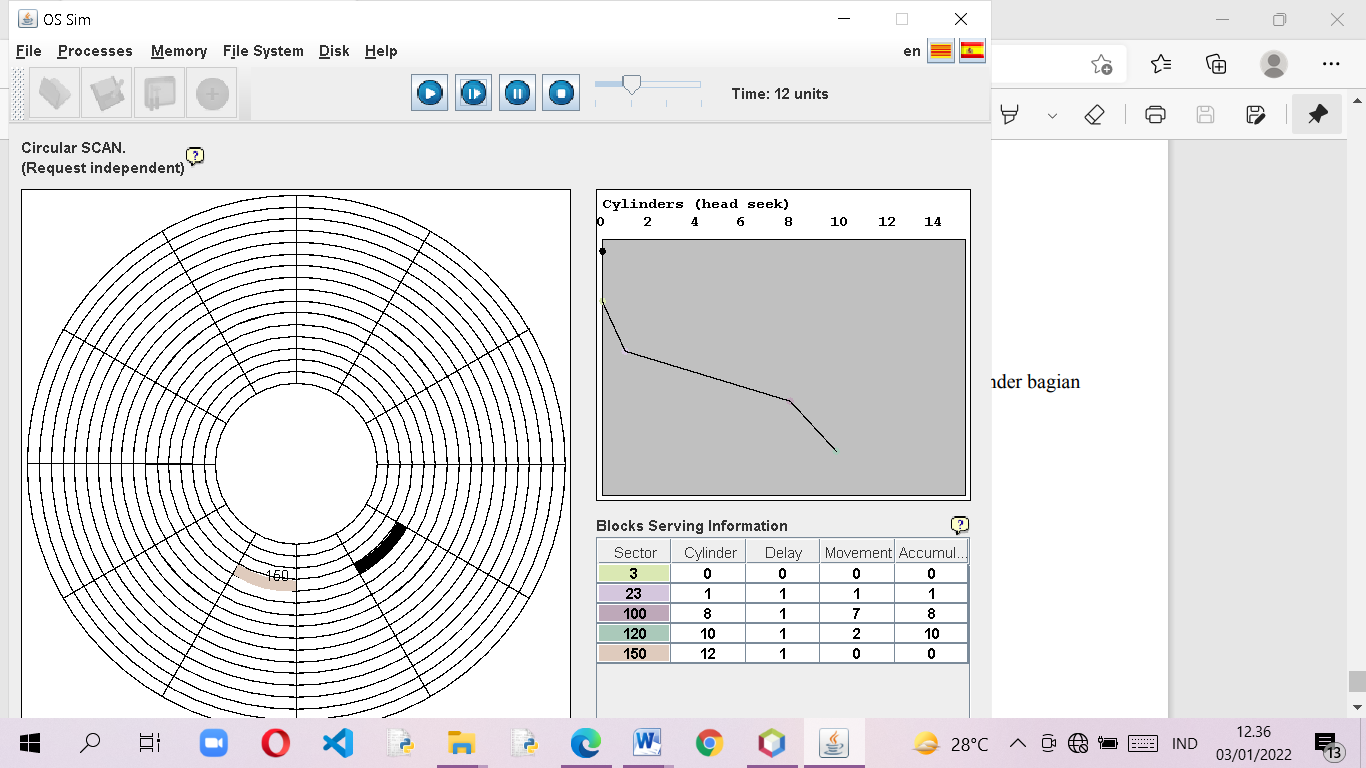 OS Sim
File Processes Memory File System Disk Help en
Time: 12 units
Circular SCAN.
(Request independent)
Cylinders (head seek)
0 2 4 6 8 10 12 14
150
nder bagian
Blocks Serving Information
Sector Cylinder Delay Movement Accumul...
3 0 0 0 0
23 1 1 1 1
100 8 1 7 8
120 10 1 2 10
150 12 1 0 0
28°C IND 12.36
03/01/2022 13